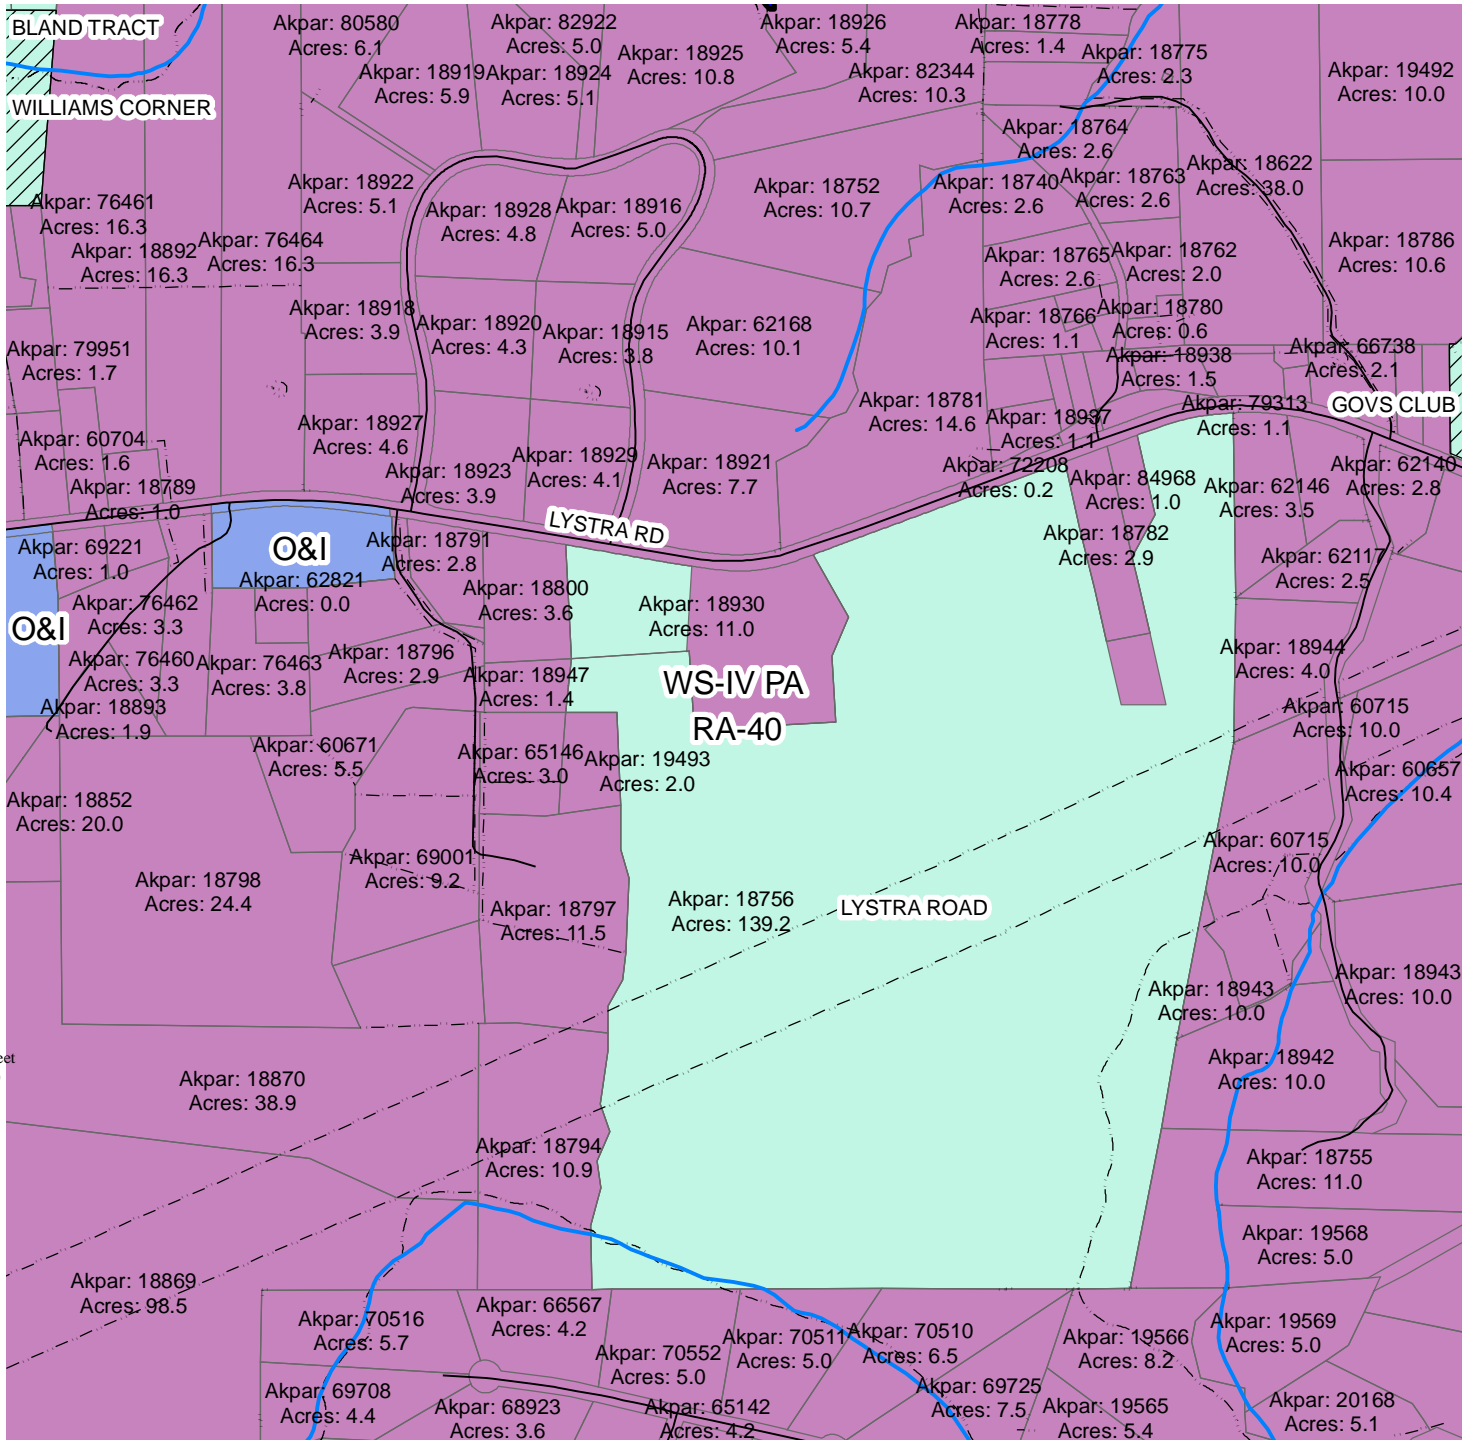 BLAND TRACT
Akpar: 80580
Acres: 6.1
Akpar: 82922
Acres: 5.0
Akpar: 18926
Acres: 5.4
Akpar: 18778
Acres: 1.4
Akpar: 18925
Acres: 10.8
Akpar: 18775
Acres: 2.3
Akpar: 18919
Acres: 5.9
Akpar: 18924
Acres: 5.1
Akpar: 82344
Acres: 10.3
Akpar: 19492
Acres: 10.0
WILLIAMS CORNER
Akpar: 18764
Acres: 2.6
Akpar: 18622
Acres: 38.0
Akpar: 18922
Acres: 5.1
Akpar: 18752
Acres: 10.7
Akpar: 18740
Acres: 2.6
Akpar: 18763
Acres: 2.6
Akpar: 76461
Acres: 16.3
Akpar: 18928
Acres: 4.8
Akpar: 18916
Acres: 5.0
Akpar: 18892
Acres: 16.3
Akpar: 76464
Acres: 16.3
Akpar: 18765
Acres: 2.6
Akpar: 18762
Acres: 2.0
Akpar: 18786
Acres: 10.6
Akpar: 18918
Acres: 3.9
Akpar: 18920
Acres: 4.3
Akpar: 18915
Acres: 3.8
Akpar: 62168
Acres: 10.1
Akpar: 18766
Acres: 1.1
Akpar: 18780
Acres: 0.6
Akpar: 79951
Acres: 1.7
Akpar: 18938
Acres: 1.5
Akpar: 66738
Acres: 2.1
Akpar: 18781
Acres: 14.6
Akpar: 18937
Acres: 1.1
Akpar: 79313
Acres: 1.1
GOVS CLUB
Akpar: 60704
Acres: 1.6
Akpar: 18927
Acres: 4.6
Akpar: 18923
Acres: 3.9
Akpar: 18929
Acres: 4.1
Akpar: 18921
Acres: 7.7
Akpar: 72208
Acres: 0.2
Akpar: 84968
Acres: 1.0
Akpar: 62146
Acres: 3.5
Akpar: 62140
Acres: 2.8
Akpar: 18789
Acres: 1.0
LYSTRA RD
Akpar: 69221
Acres: 1.0
O&I
Akpar: 62821
Acres: 0.0
Akpar: 18791
Acres: 2.8
Akpar: 18782
Acres: 2.9
Akpar: 62117
Acres: 2.5
Akpar: 18800
Acres: 3.6
Akpar: 18930
Acres: 11.0
Akpar: 76462
Acres: 3.3
O&I
Akpar: 76460
Acres: 3.3
Akpar: 76463
Acres: 3.8
Akpar: 18796
Acres: 2.9
Akpar: 18947
Acres: 1.4
WS-IV PA
RA-40
Akpar: 18944
Acres: 4.0
Akpar: 18893
Acres: 1.9
Akpar: 60715
Acres: 10.0
Akpar: 60671
Acres: 5.5
Akpar: 65146
Acres: 3.0
Akpar: 19493
Acres: 2.0
Akpar: 60657
Acres: 10.4
Akpar: 18852
Acres: 20.0
Akpar: 60715
Acres: 10.0
Akpar: 69001
Acres: 9.2
Akpar: 18798
Acres: 24.4
Akpar: 18797
Acres: 11.5
Akpar: 18756
Acres: 139.2
LYSTRA ROAD
Akpar: 18943
Acres: 10.0
Akpar: 18943
Acres: 10.0
eet
Akpar: 18942
Acres: 10.0
Akpar: 18870
Acres: 38.9
Akpar: 18794
Acres: 10.9
Akpar: 18755
Acres: 11.0
Akpar: 19568
Acres: 5.0
Akpar: 18869
Acres: 98.5
Akpar: 70516
Acres: 5.7
Akpar: 66567
Acres: 4.2
Akpar: 70511
Acres: 5.0
Akpar: 70510
Acres: 6.5
Akpar: 19566
Acres: 8.2
Akpar: 19569
Acres: 5.0
Akpar: 70552
Acres: 5.0
Akpar: 69708
Acres: 4.4
Akpar: 68923
Acres: 3.6
Akpar: 65142
Acres: 4.2
Akpar: 69725
Acres: 7.5
Akpar: 19565
Acres: 5.4
Akpar: 20168
Acres: 5.1